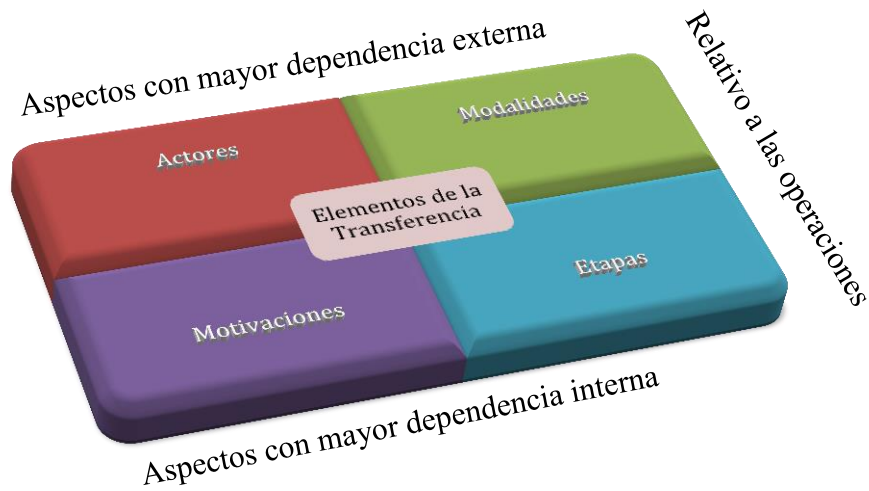 Aspectos con mayor dependencia externa
Relativo a las operaciones
Actores
Modalidades
Elementos de la
Transferencia
Motivaciones
Etapas
Aspectos con mayor dependencia interna